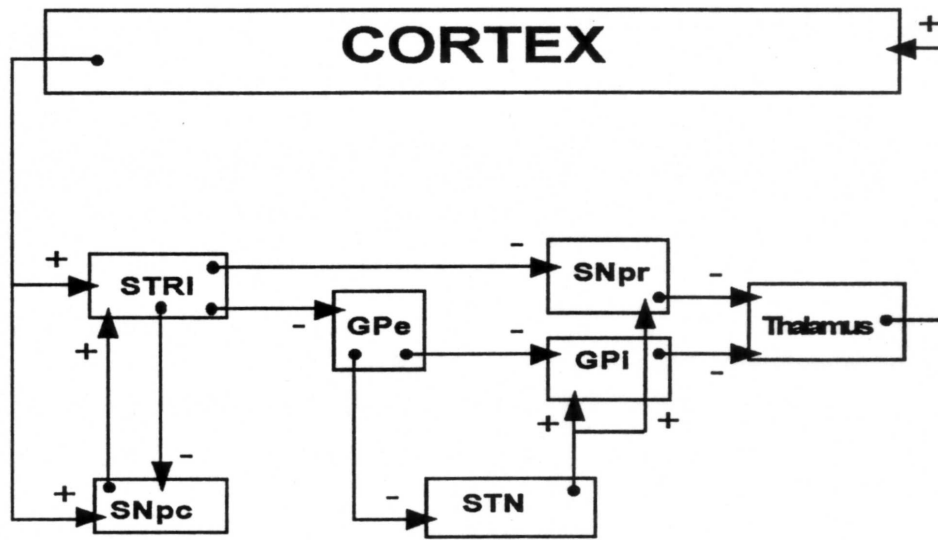 CORTEX
+
+
-
-
STRI
SNpr
-
GPe
-
-
Thalamus
+
GPi
-
+
+
-
+
-
SNpc
STN